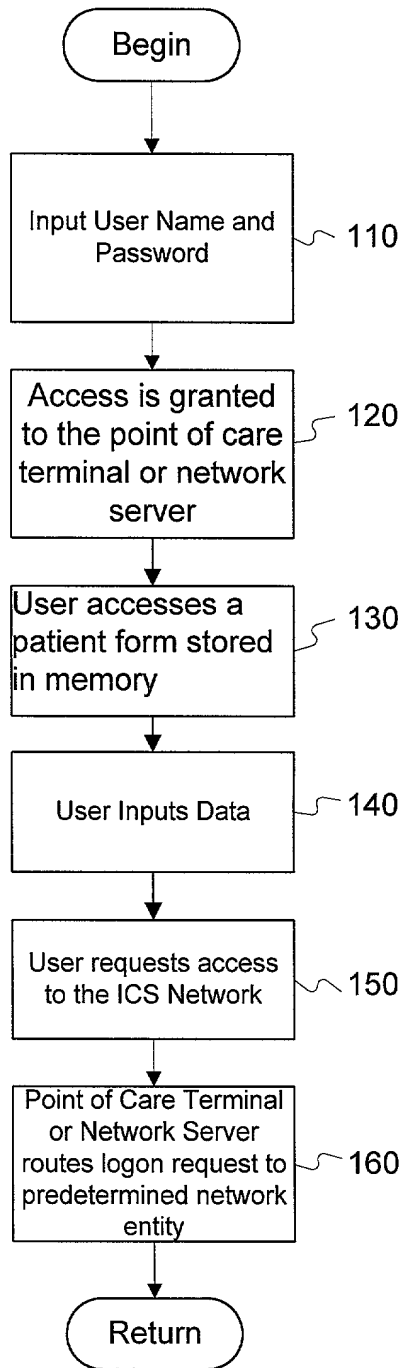 Begin
Input User Name and
Password
110
Access is granted
to the point of care
terminal or network
server
120
User accesses a
patient form stored
in memory
130
User Inputs Data
140
User requests access
to the ICS Network
150
Point of Care Terminal
or Network Server
routes logon request to
predetermined network
entity
160
Return